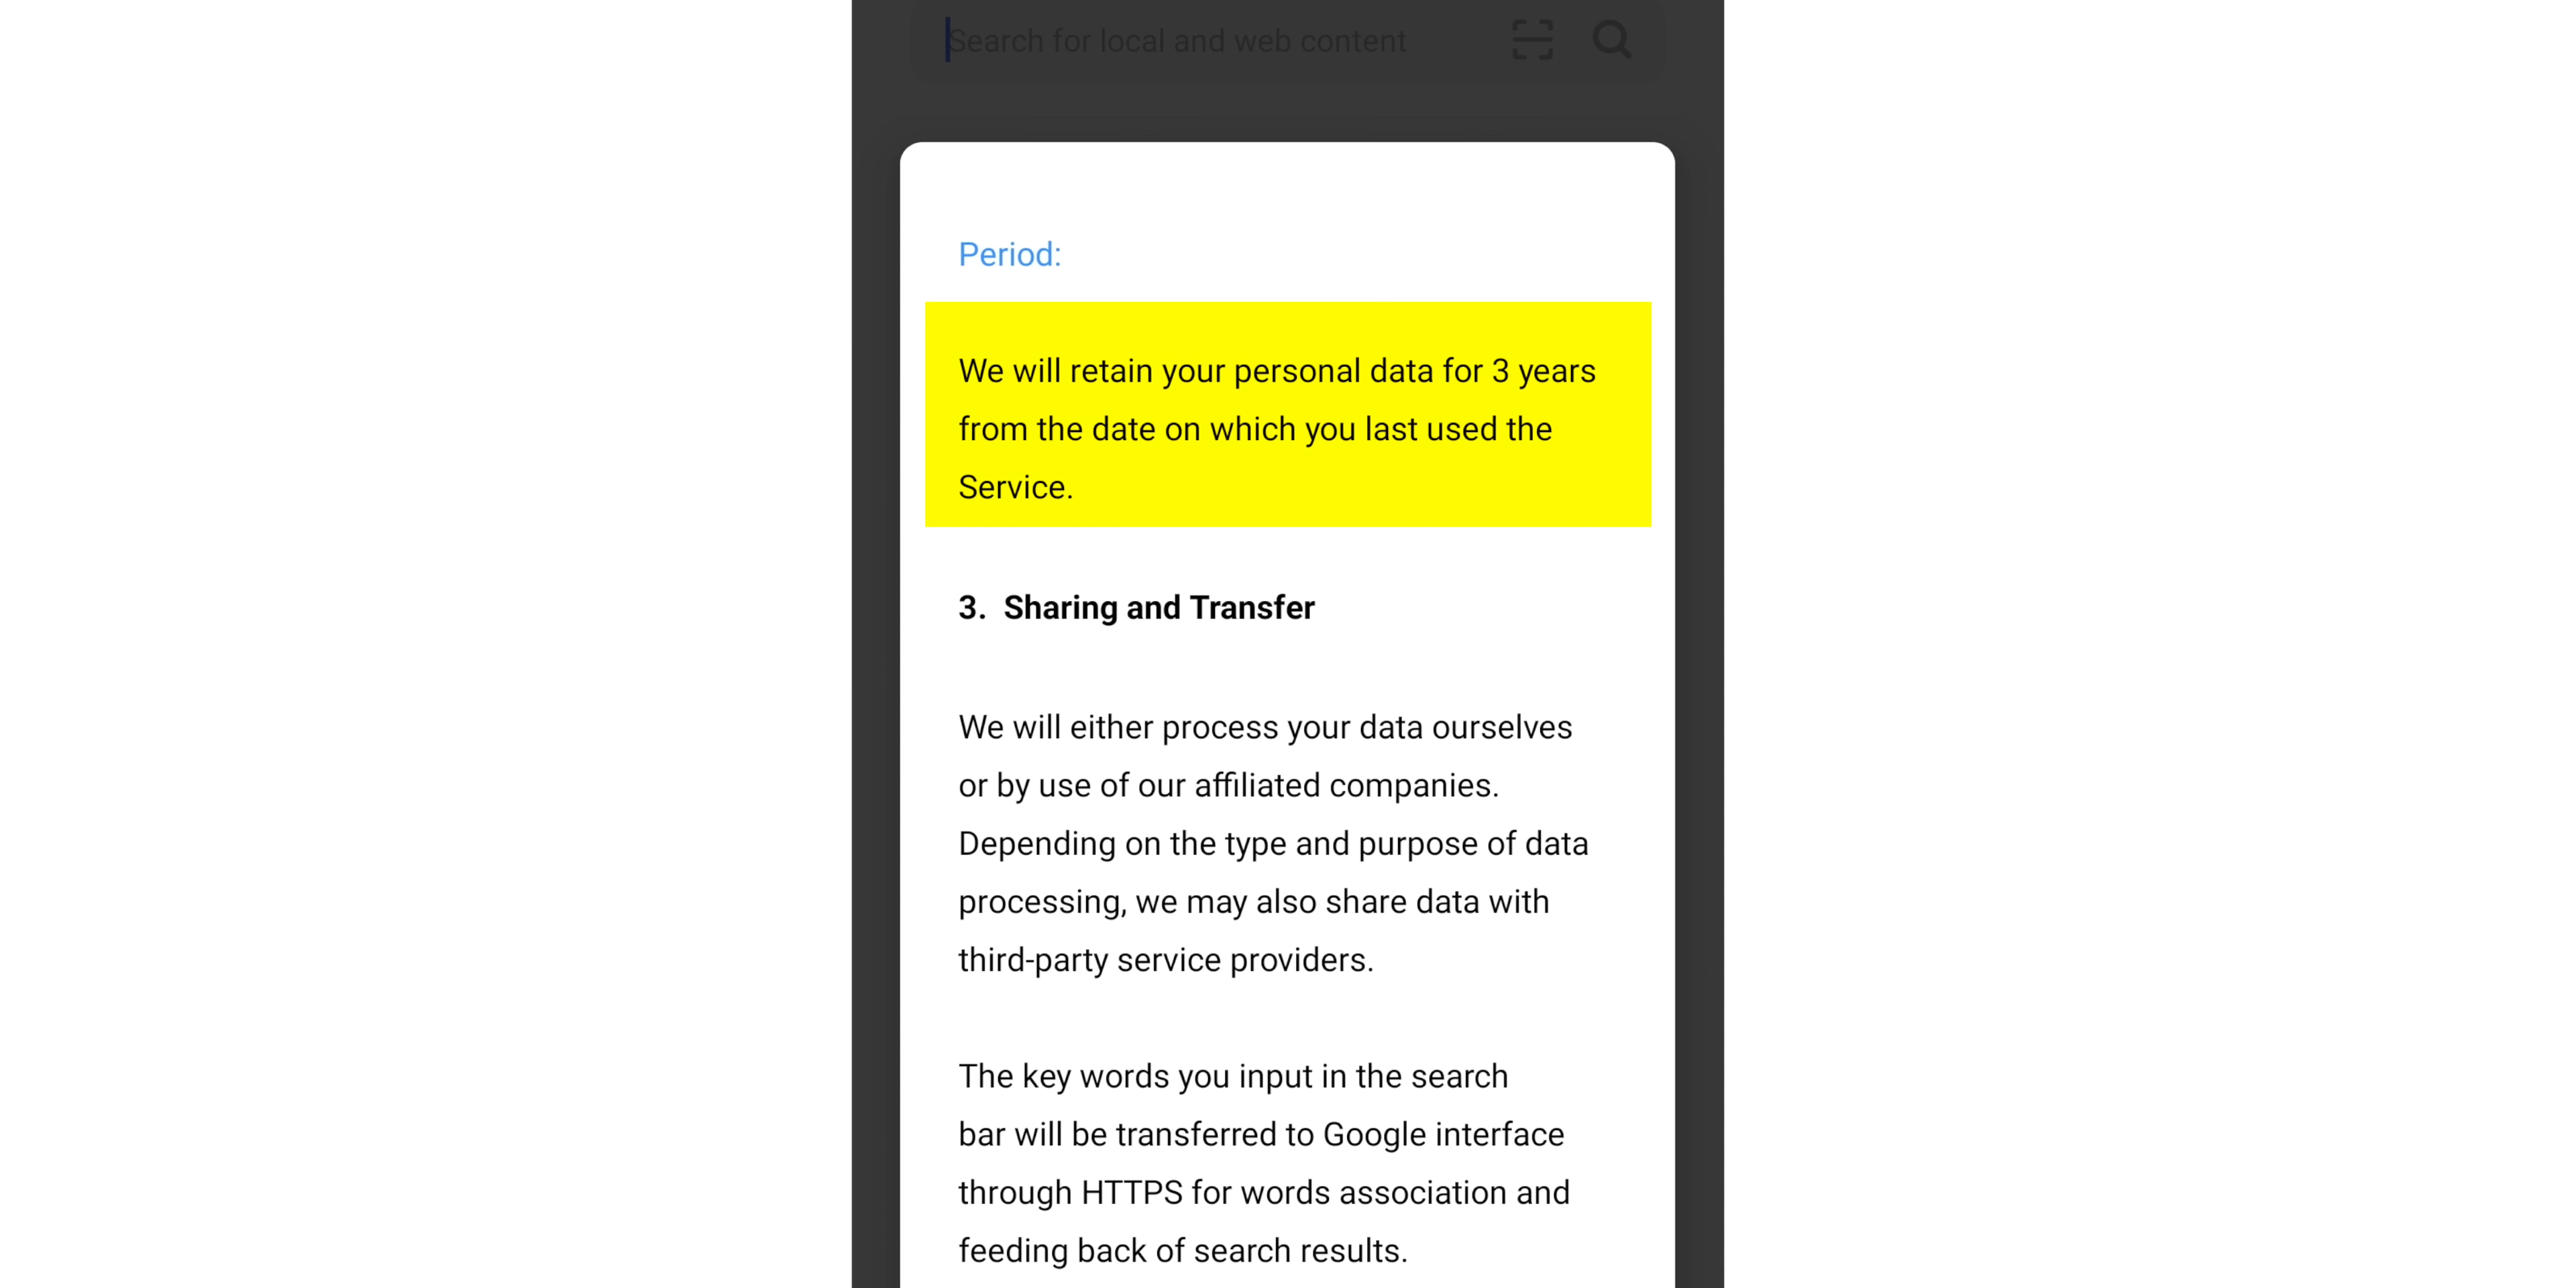 Search for local and web content
Period:
We will retain your personal data for 3 years
from the date on which you last used the
Service.
3. Sharing and Transfer
We will either process your data ourselves
or by use of our affiliated companies.
Depending on the type and purpose of data
processing, we may also share data with
third-party service providers.
The key words you input in the search
bar will be transferred to Google interface
through HTTPS for words association and
feeding back of search results.